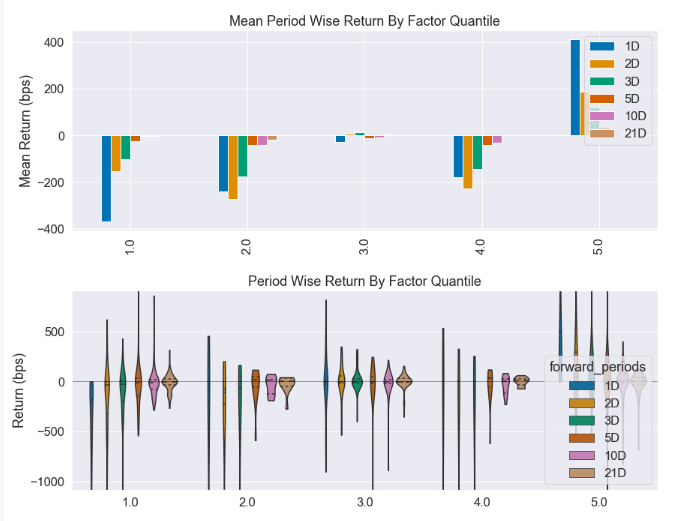 Mean Period Wise Return By Factor Quantile
Mean Return (bps)
400
200
0
−200
−400
1D
2D
3D
5D
10D
21D
1.0
2.0
3.0
4.0
5.0
Period Wise Return By Factor Quantile
Return (bps)
500
0
−500
−1000
forward_periods
1D
2D
3D
5D
10D
21D
1.0
2.0
3.0
4.0
5.0